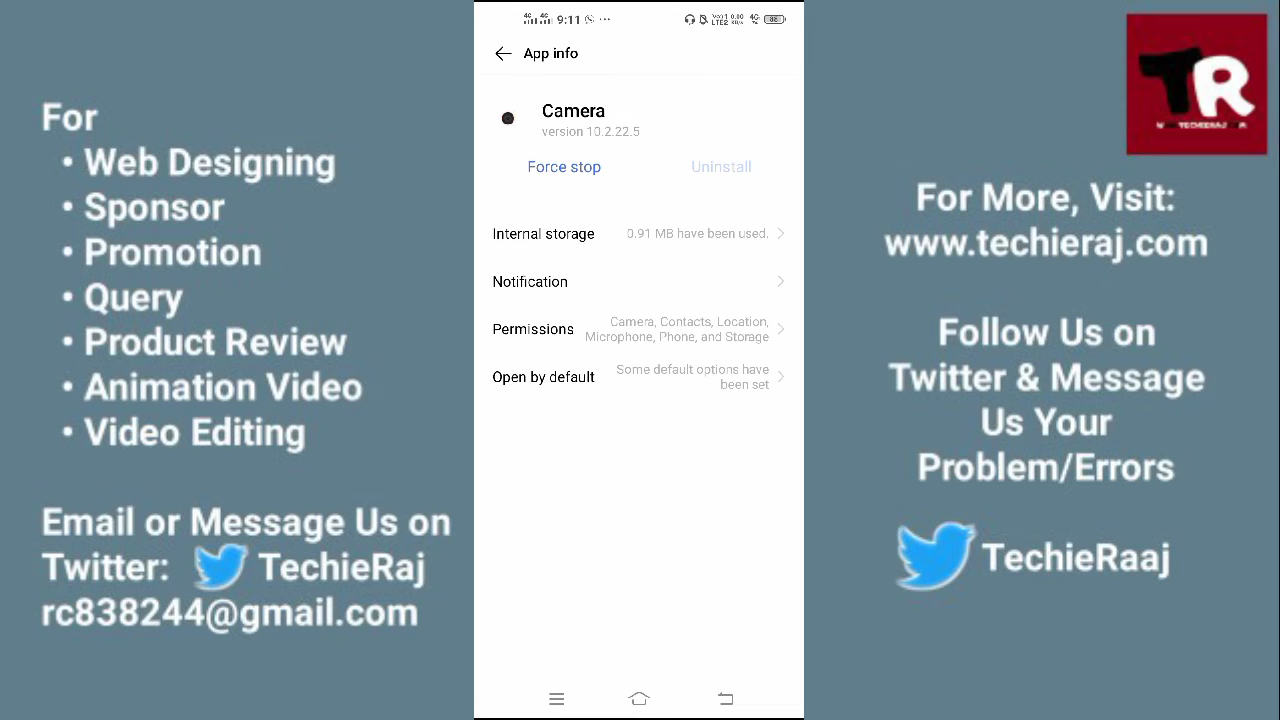 For
• Web Designing
• Sponsor
• Promotion
• Query
• Product Review
• Animation Video
• Video Editing
Email or Message Us on
Twitter: TechieRaj
rc838244@gmail.com
9:11
App info
Camera
version 10.2.22.5
Force stop
Uninstall
Internal storage
0.91 MB have been used.
Notification
Permissions
Camera, Contacts, Location,
Microphone, Phone, and Storage
Open by default
Some default options have
been set
TR
For More, Visit:
www.techieraj.com
Follow Us on
Twitter & Message
Us Your
Problem/Errors
TechieRaaj